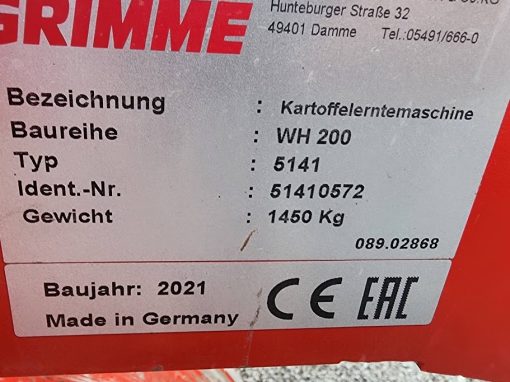 GRIMME
Hunteburger Straße 32
49401 Damme Tel.:05491/666-0
Bezeichnung : Kartoffelerntemaschine
Baureihe : WH 200
Typ : 5141
Ident.-Nr. : 51410572
Gewicht : 1450 Kg
089.02868
Baujahr: 2021
Made in Germany
CE EAC